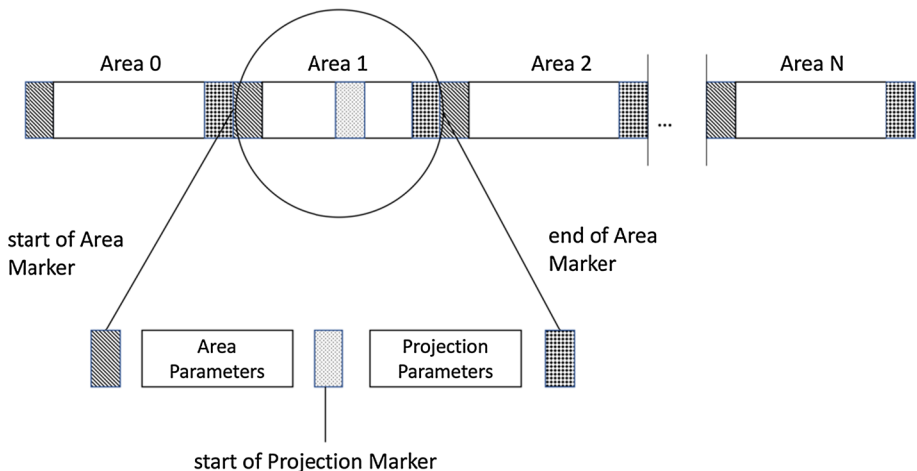 Area 0
Area 1
Area 2
Area N
...
start of Area
Marker
end of Area
Marker
Area
Parameters
Projection
Parameters
start of Projection Marker